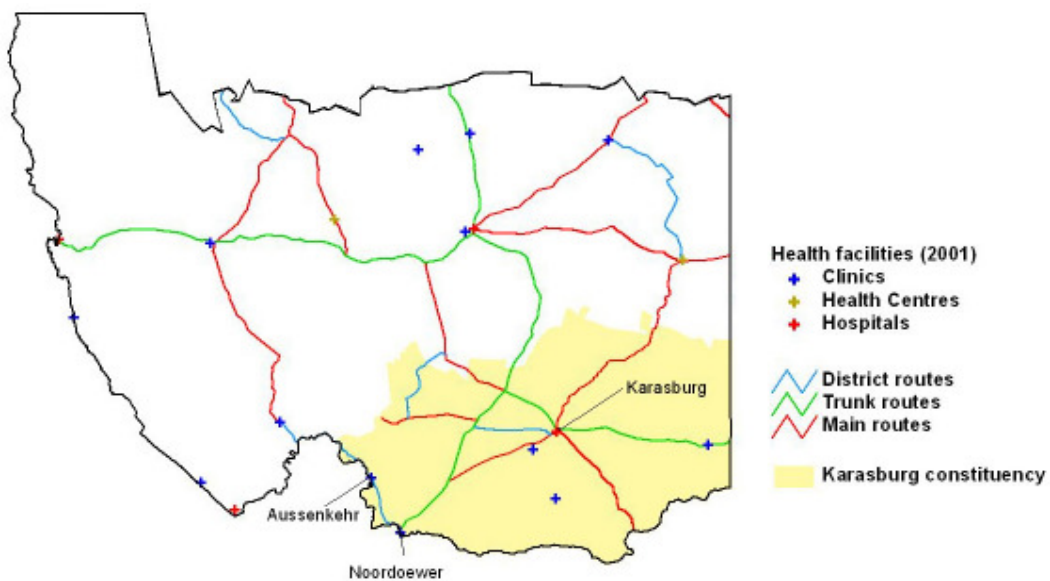 Health facilities (2001)
Clinics
Health Centres
Hospitals
District routes
Trunk routes
Main routes
Karasburg constituency
Karasburg
Aussenkehr
Noordoewer